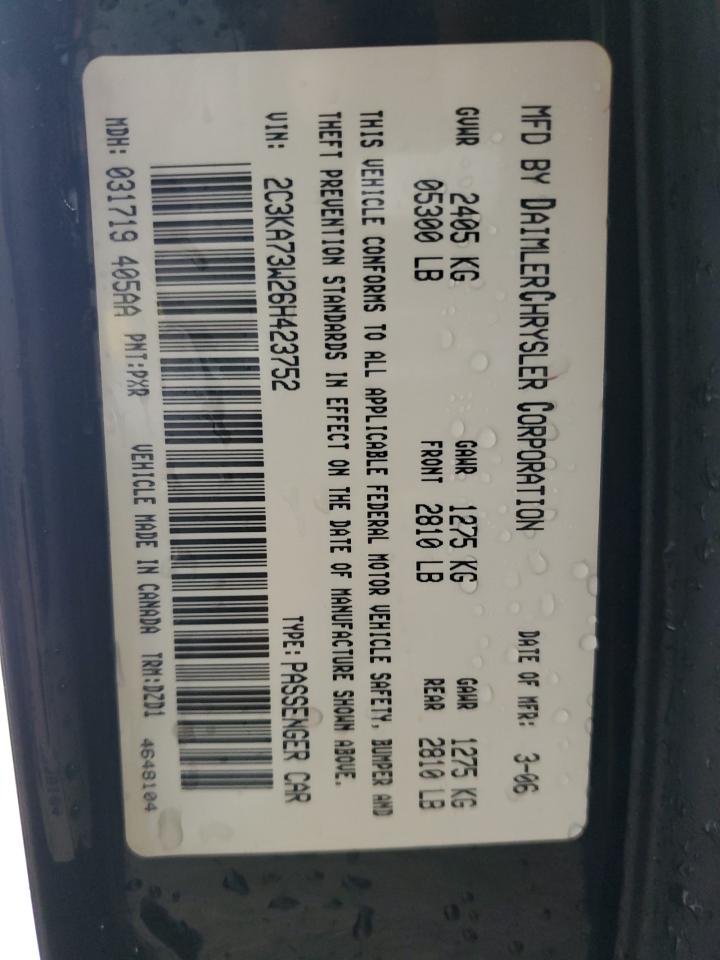 MFD BY DAIMLERCHRYSLER CORPORATION DATE OF MFR: 3-06
GVWR 2405 KG GAWR 1275 KG GAWR 1275 KG
05300 LB FRONT 2810 LB REAR 2810 LB
THIS VEHICLE CONFORMS TO ALL APPLICABLE FEDERAL MOTOR VEHICLE SAFETY, BUMPER AND
THEFT PREVENTION STANDARDS IN EFFECT ON THE DATE OF MANUFACTURE SHOWN ABOVE.
VIN: 2C3KA73W26H423752 TYPE: PASSENGER CAR
MDH: 031719 405AA PNT:PXR VEHICLE MADE IN CANADA TRM:DZD1 4648104